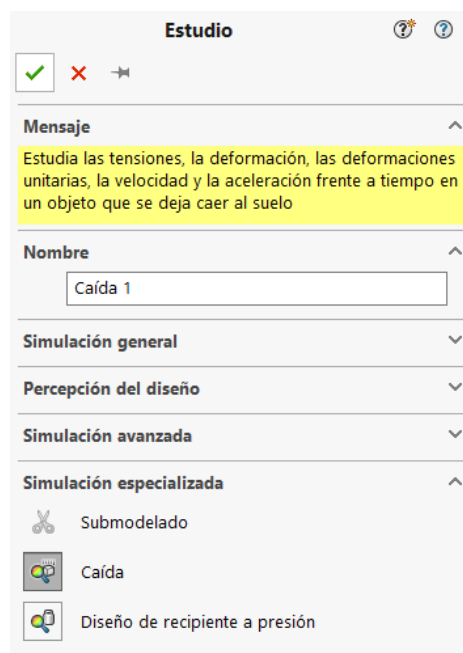 Estudio
Mensaje
Estudia las tensiones, la deformación, las deformaciones
unitarias, la velocidad y la aceleración frente a tiempo en
un objeto que se deja caer al suelo
Nombre
Caída 1
Simulación general
Percepción del diseño
Simulación avanzada
Simulación especializada
Submodelado
Caída
Diseño de recipiente a presión